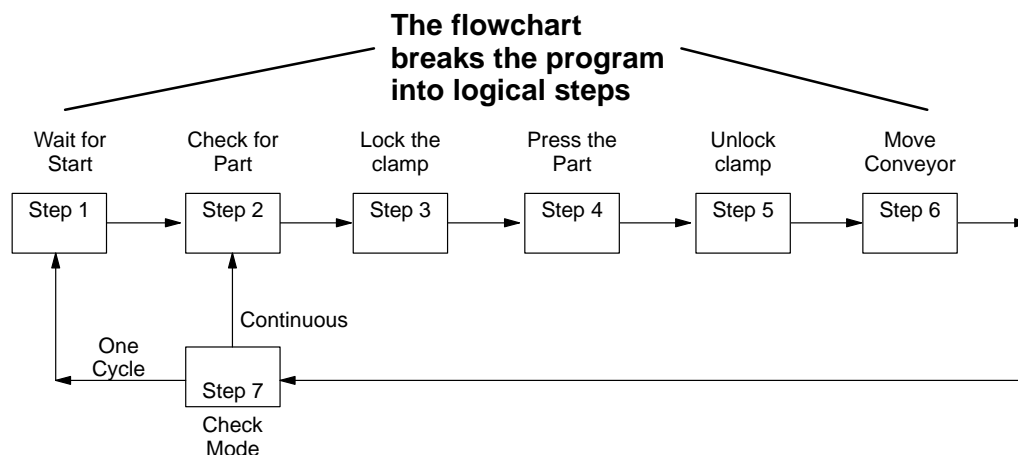 The flowchart
breaks the program
into logical steps
Wait for
Start
Check for
Part
Lock the
clamp
Press the
Part
Unlock
clamp
Move
Conveyor
Step 1
Step 2
Step 3
Step 4
Step 5
Step 6
Continuous
One
Cycle
Step 7
Check
Mode